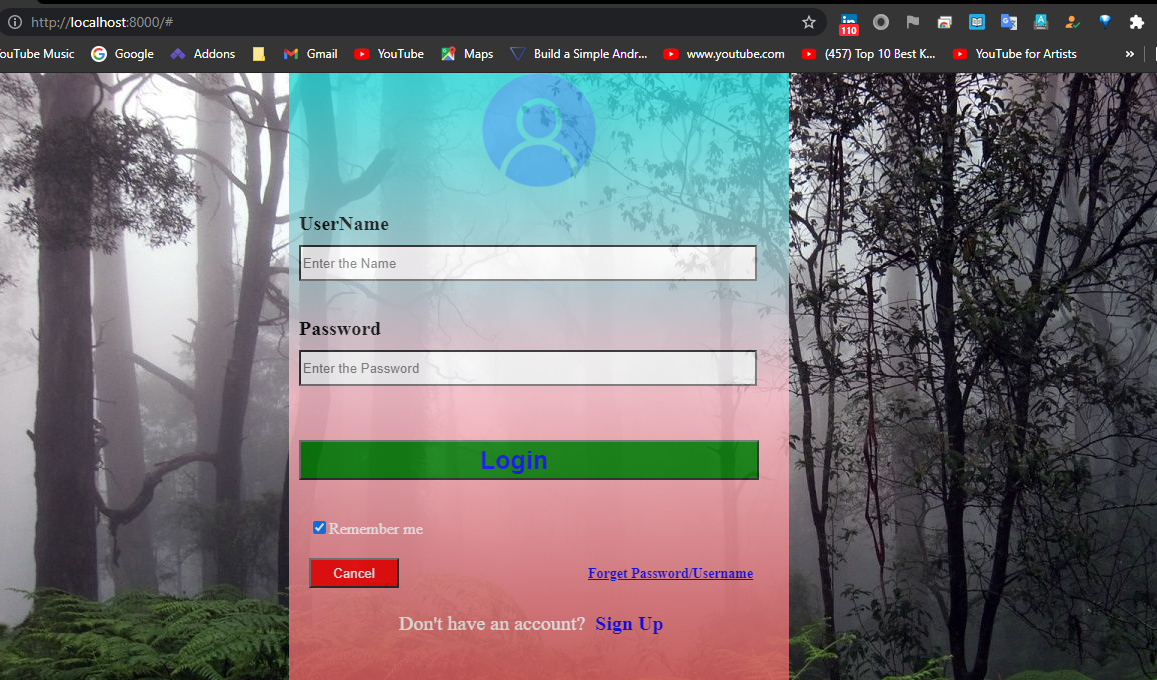 http://localhost:8000/#
110
YouTube Music Google Addons Gmail YouTube Maps Build a Simple Andr... www.youtube.com (457) Top 10 Best K... YouTube for Artists »
UserName
Enter the Name
Password
Enter the Password
Login
Remember me
Cancel Forget Password/Username
Don't have an account? Sign Up